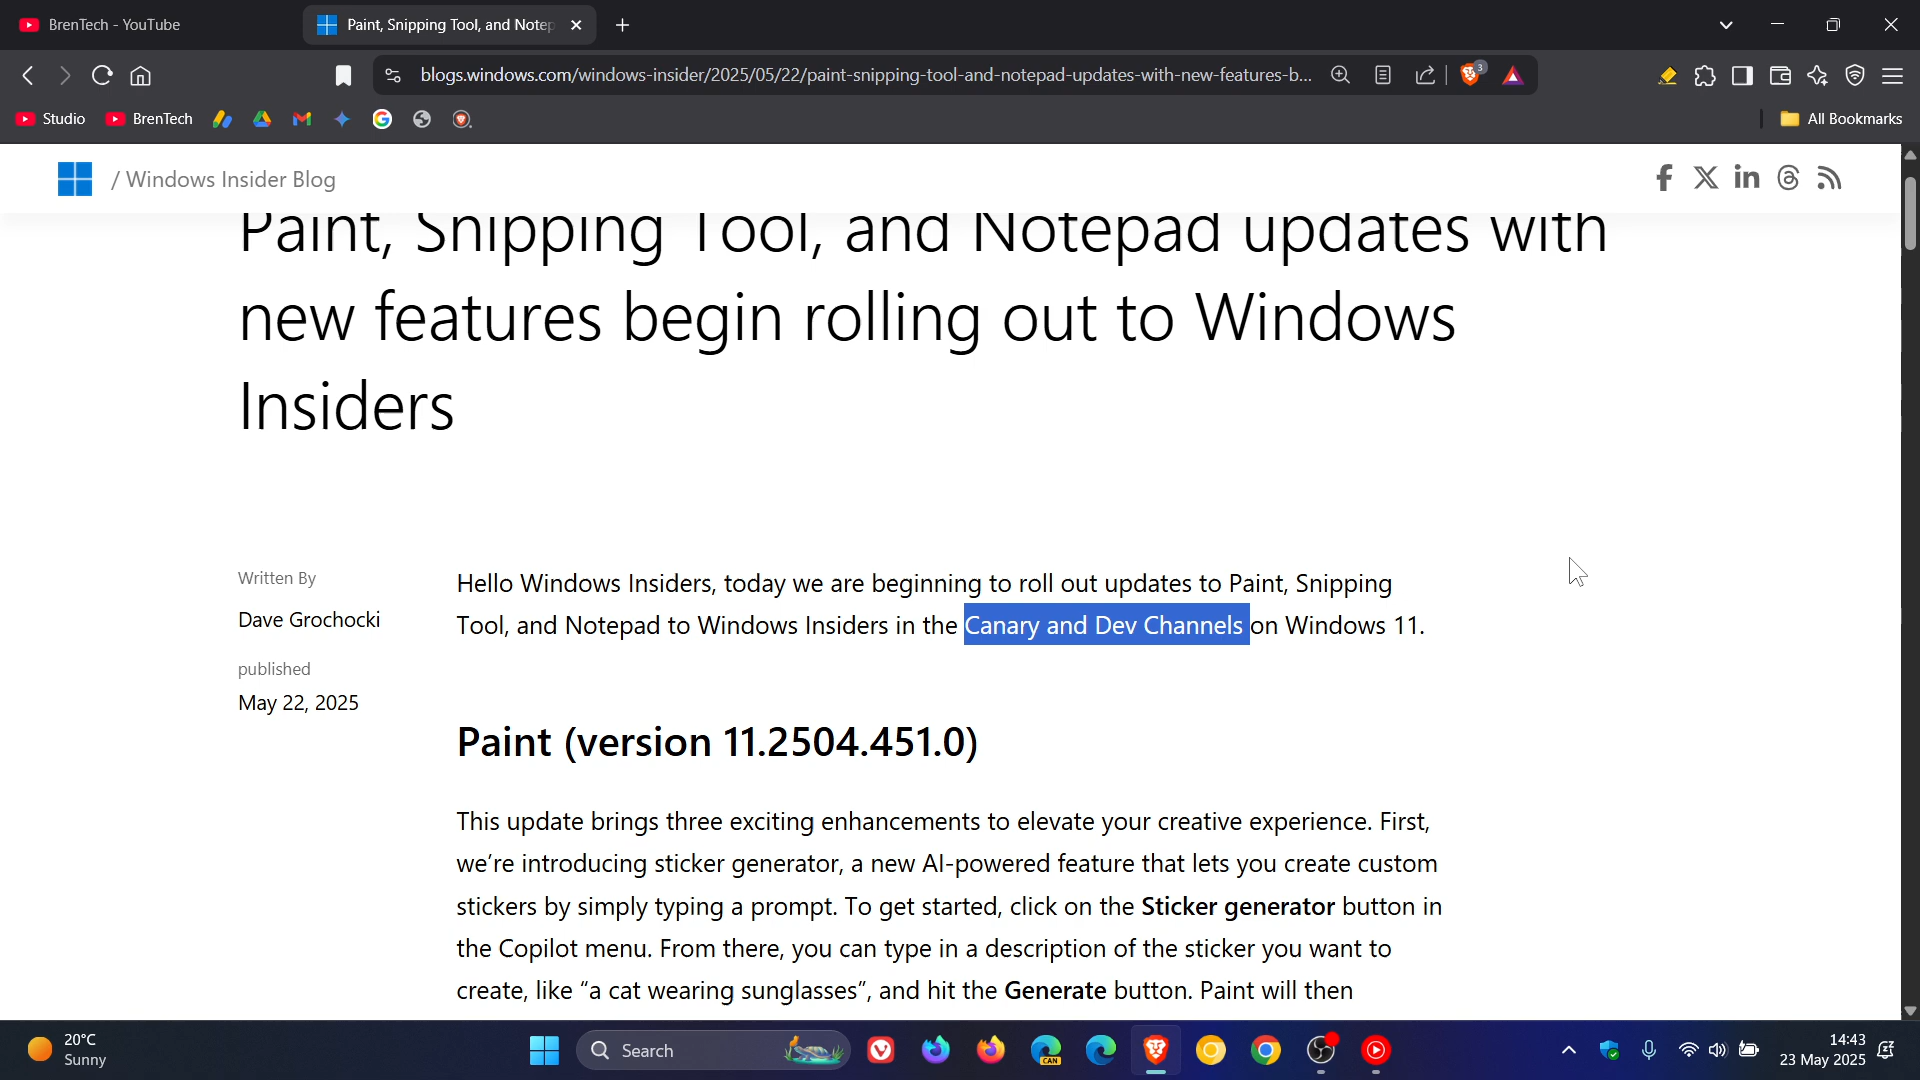 BrenTech - YouTube
Paint, Snipping Tool, and Notep
blogs.windows.com/windows-insider/2025/05/22/paint-snipping-tool-and-notepad-updates-with-new-features-b...
3
Studio
BrenTech
All Bookmarks
/ Windows Insider Blog
Paint, Snipping Tool, and Notepad updates with
new features begin rolling out to Windows
Insiders
Written By
Dave Grochocki
published
May 22, 2025
Hello Windows Insiders, today we are beginning to roll out updates to Paint, Snipping
Tool, and Notepad to Windows Insiders in the Canary and Dev Channels on Windows 11.
Paint (version 11.2504.451.0)
This update brings three exciting enhancements to elevate your creative experience. First,
we’re introducing sticker generator, a new AI-powered feature that lets you create custom
stickers by simply typing a prompt. To get started, click on the Sticker generator button in
the Copilot menu. From there, you can type in a description of the sticker you want to
create, like “a cat wearing sunglasses”, and hit the Generate button. Paint will then
20°C
Sunny
Search
CAN
14:43
23 May 2025